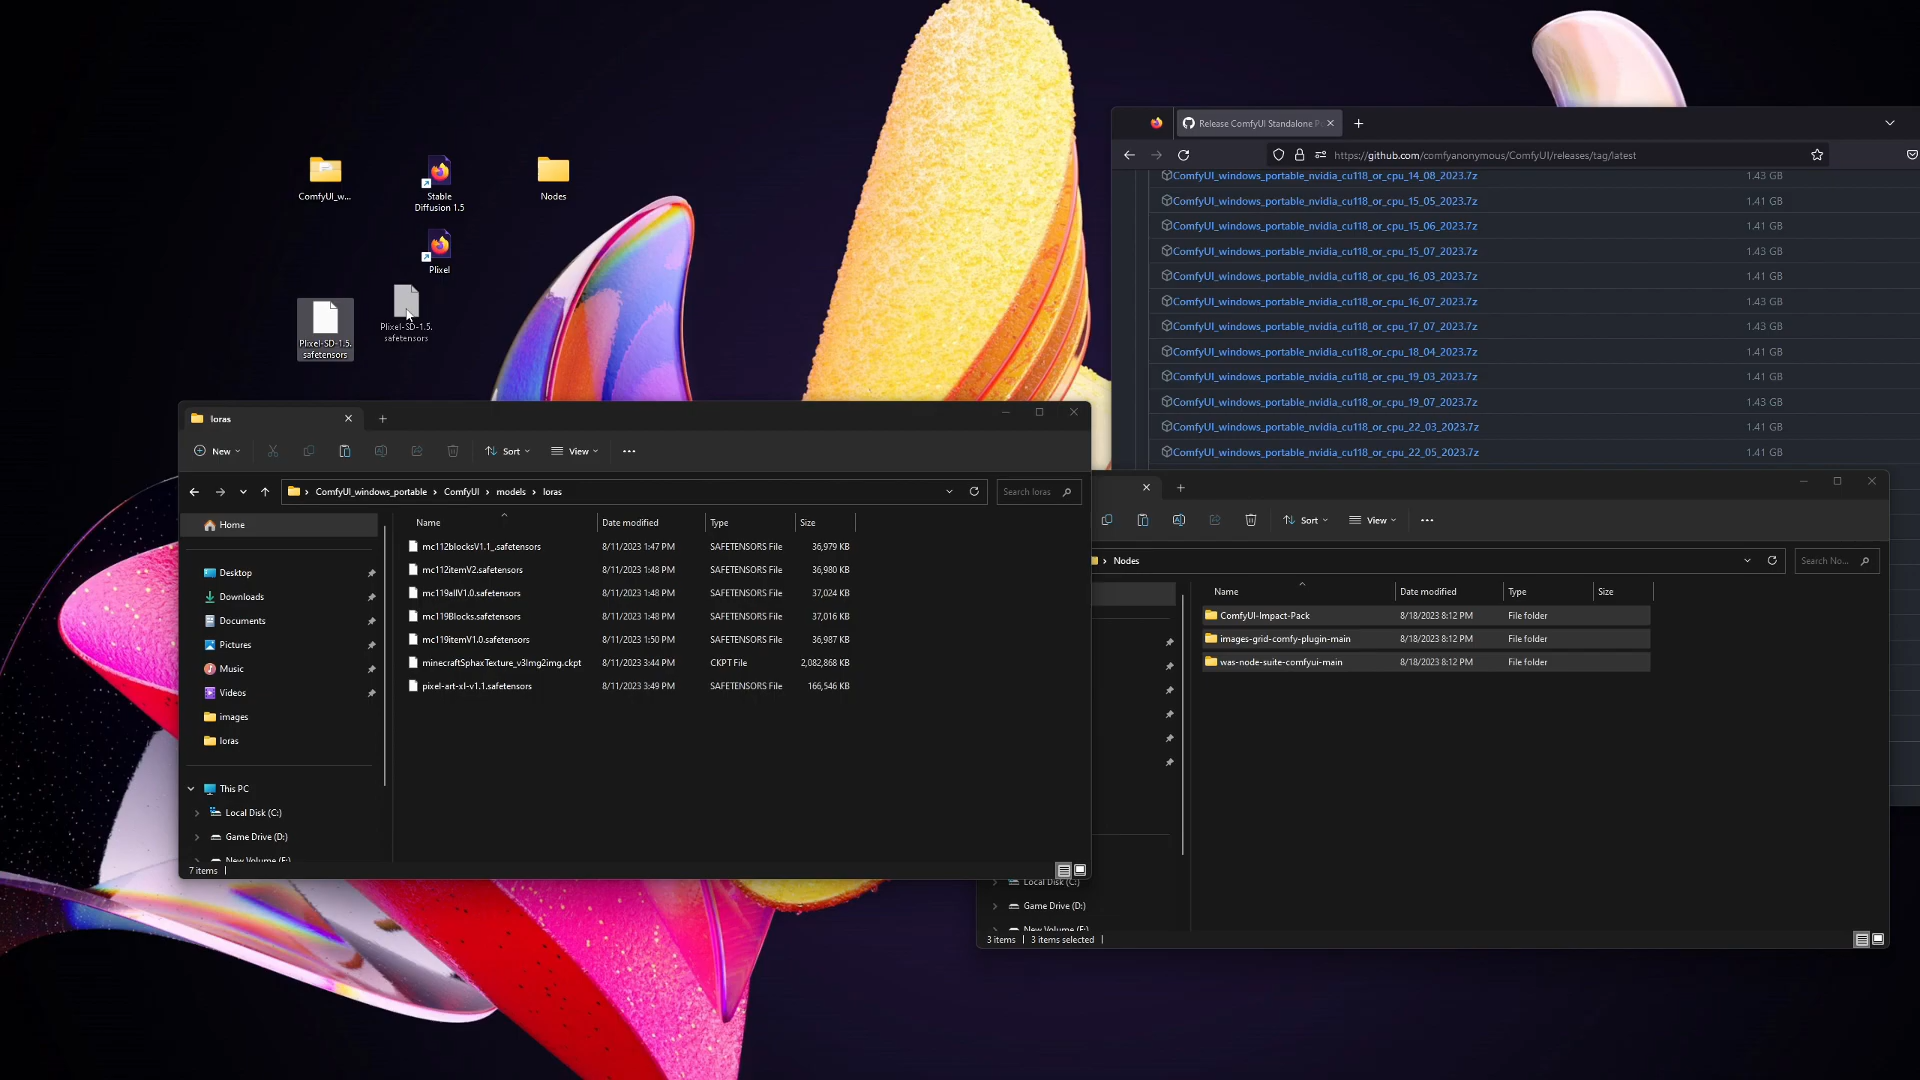 ComfyUI_w...
Stable
Diffusion 1.5
Nodes
Plixel
Plixel-SD-1.5.
safetensors
Plixel-SD-1.5.
safetensors
Release ComfyUI Standalone P
https://github.com/comfyanonymous/ComfyUI/releases/tag/latest
ComfyUI_windows_portable_nvidia_cu118_or_cpu_14_08_2023.7z 1.43 GB
ComfyUI_windows_portable_nvidia_cu118_or_cpu_15_05_2023.7z 1.41 GB
ComfyUI_windows_portable_nvidia_cu118_or_cpu_15_06_2023.7z 1.41 GB
ComfyUI_windows_portable_nvidia_cu118_or_cpu_15_07_2023.7z 1.43 GB
ComfyUI_windows_portable_nvidia_cu118_or_cpu_16_03_2023.7z 1.41 GB
ComfyUI_windows_portable_nvidia_cu118_or_cpu_16_07_2023.7z 1.43 GB
ComfyUI_windows_portable_nvidia_cu118_or_cpu_17_07_2023.7z 1.43 GB
ComfyUI_windows_portable_nvidia_cu118_or_cpu_18_04_2023.7z 1.41 GB
ComfyUI_windows_portable_nvidia_cu118_or_cpu_19_03_2023.7z 1.41 GB
ComfyUI_windows_portable_nvidia_cu118_or_cpu_19_07_2023.7z 1.43 GB
ComfyUI_windows_portable_nvidia_cu118_or_cpu_22_03_2023.7z 1.41 GB
ComfyUI_windows_portable_nvidia_cu118_or_cpu_22_05_2023.7z 1.41 GB
loras
New Sort View
ComfyUI_windows_portable > ComfyUI > models > loras Search loras
Name Date modified Type Size
mc112blocksV1.1_.safetensors 8/11/2023 1:47 PM SAFETENSORS File 36,979 KB
mc112itemV2.safetensors 8/11/2023 1:48 PM SAFETENSORS File 36,980 KB
mc119allV1.0.safetensors 8/11/2023 1:48 PM SAFETENSORS File 37,024 KB
mc119Blocks.safetensors 8/11/2023 1:48 PM SAFETENSORS File 37,016 KB
mc119itemV1.0.safetensors 8/11/2023 1:50 PM SAFETENSORS File 36,987 KB
minecraftSphaxTexture_v3Img2img.ckpt 8/11/2023 3:44 PM CKPT File 2,082,868 KB
pixel-art-xl-v1.1.safetensors 8/11/2023 3:49 PM SAFETENSORS File 166,546 KB
Home
Desktop
Downloads
Documents
Pictures
Music
Videos
images
loras
This PC
Local Disk (C:)
Game Drive (D:)
New Volume (F:)
7 items
Sort View
> Nodes Search No...
Name Date modified Type Size
ComfyUI-Impact-Pack 8/18/2023 8:12 PM File folder
images-grid-comfy-plugin-main 8/18/2023 8:12 PM File folder
was-node-suite-comfyui-main 8/18/2023 8:12 PM File folder
Local Disk (C:)
Game Drive (D:)
New Volume (F:)
3 items 3 items selected